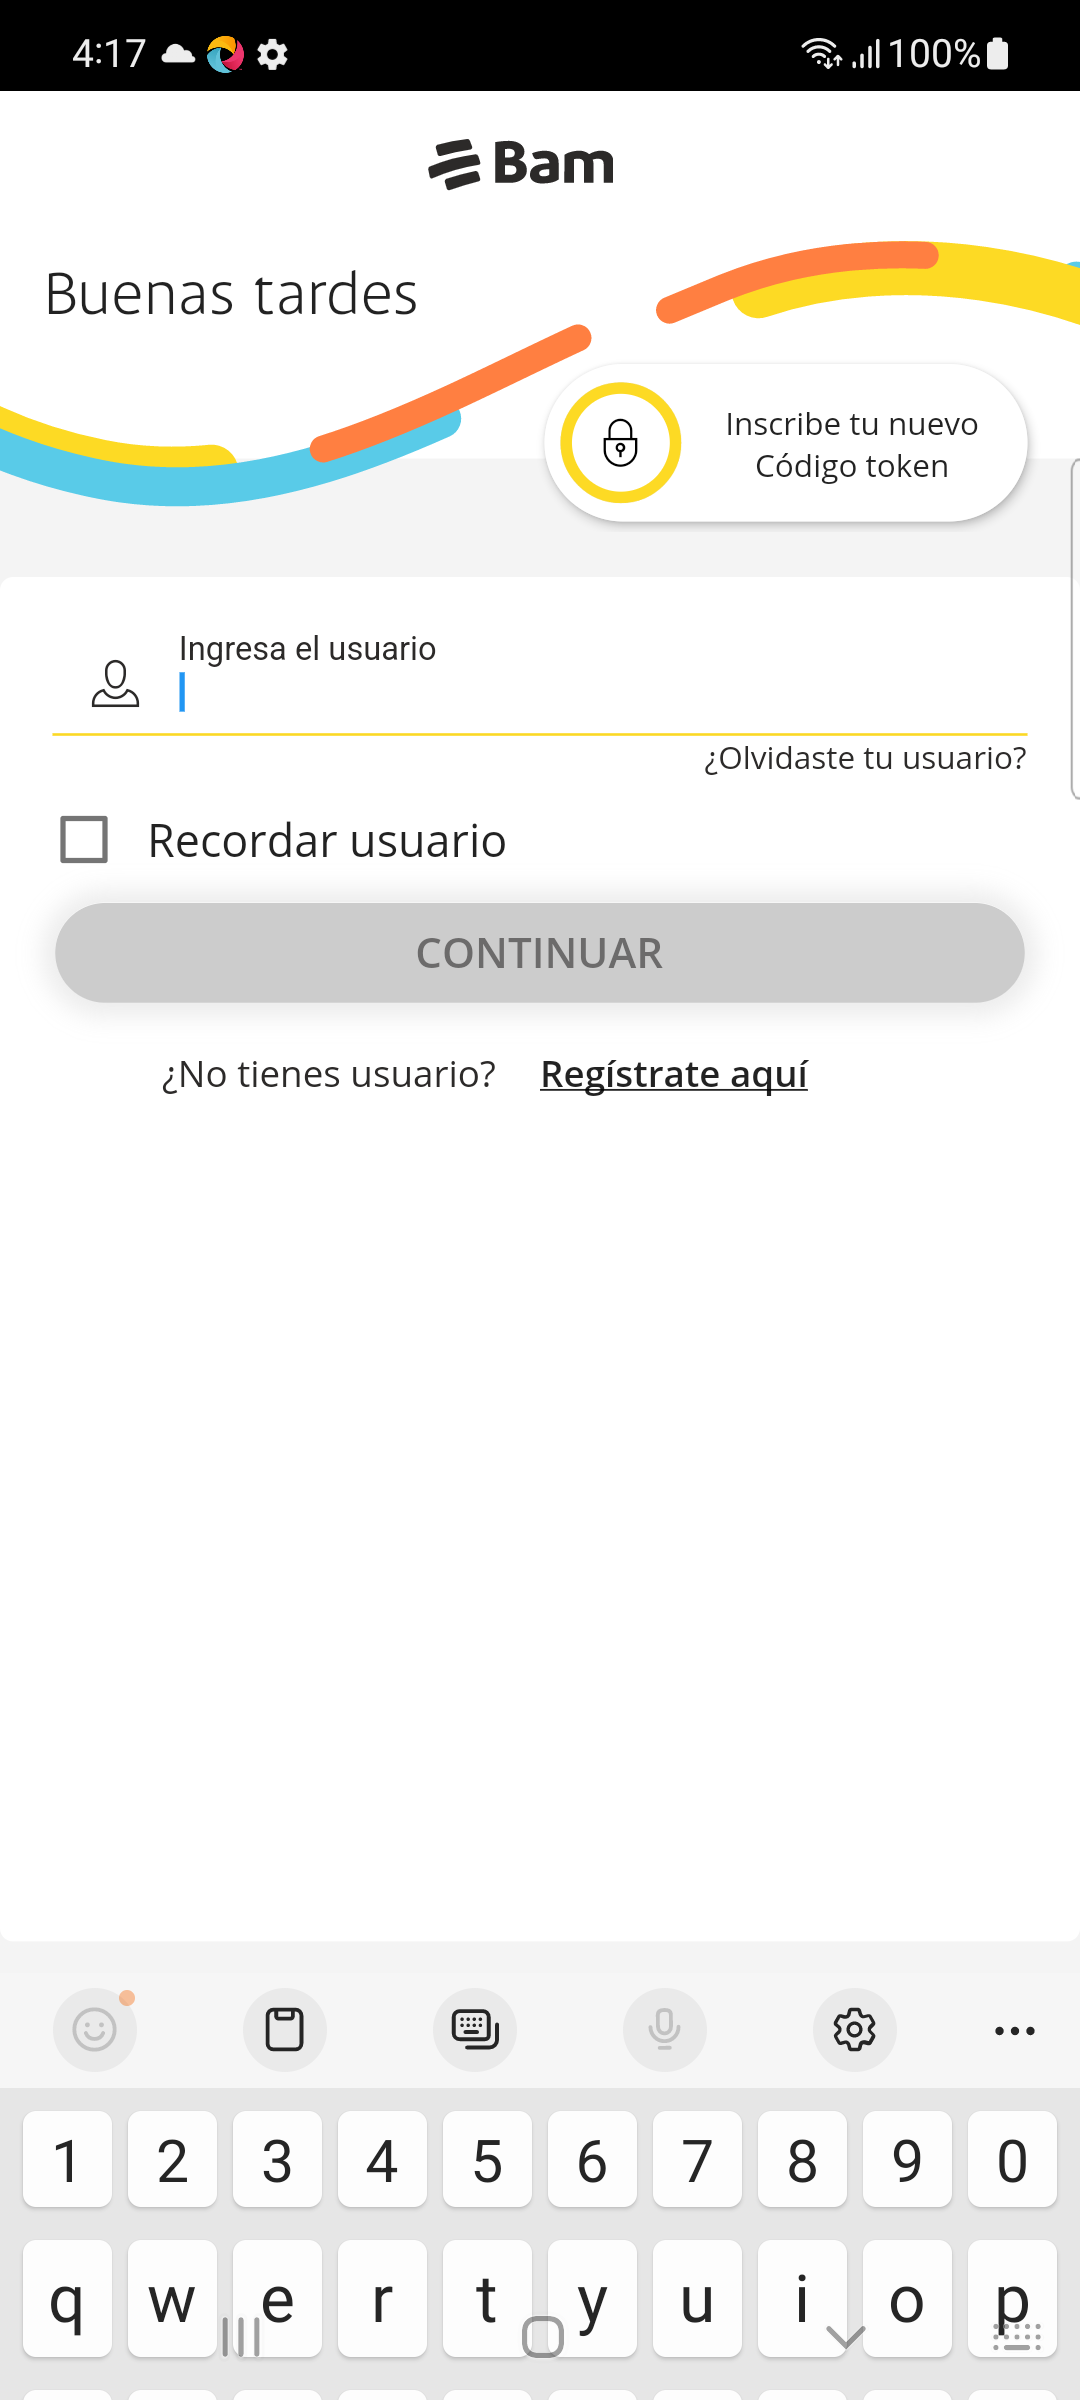 4:17
100%
Bam
Buenas tardes
Inscribe tu nuevo
Código token
Ingresa el usuario
¿Olvidaste tu usuario?
Recordar usuario
CONTINUAR
¿No tienes usuario? Regístrate aquí
1 2 3 4 5 6 7 8 9 0
q w e r t y u i o p